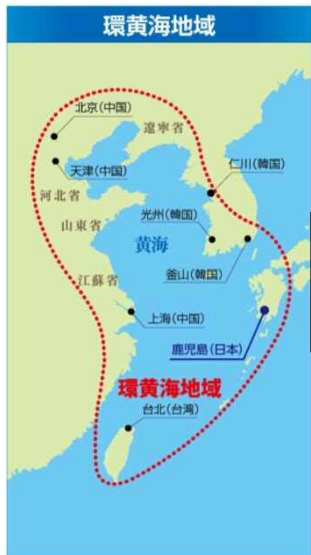 環黄海地域
北京(中国)
遼寧省
天津(中国)
仁川(韓国)
河北省
光州(韓国)
山東省
黄海
釜山(韓国)
江蘇省
上海(中国)
鹿児島(日本)
環黄海地域
台北(台湾)